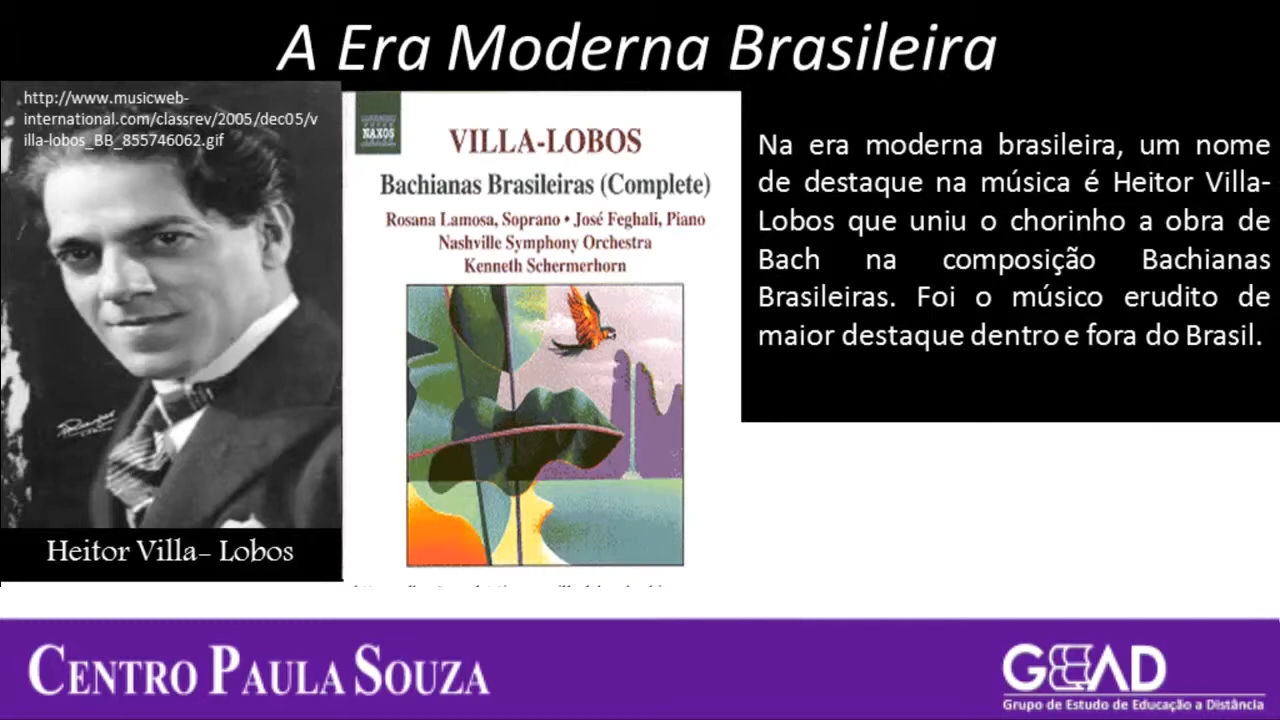 A Era Moderna Brasileira
http://www.musicweb-
international.com/classrev/2005/dec05/v
illa-lobos_BB_855746062.gif
Heitor Villa- Lobos
NAXOS
VILLA-LOBOS
Bachianas Brasileiras (Complete)
Rosana Lamosa, Soprano • José Feghali, Piano
Nashville Symphony Orchestra
Kenneth Schermerhorn
Na era moderna brasileira, um nome
de destaque na música é Heitor Villa-
Lobos que uniu o chorinho a obra de
Bach na composição Bachianas
Brasileiras. Foi o músico erudito de
maior destaque dentro e fora do Brasil.
CENTRO PAULA SOUZA
GEEAD
Grupo de Estudo de Educação a Distância